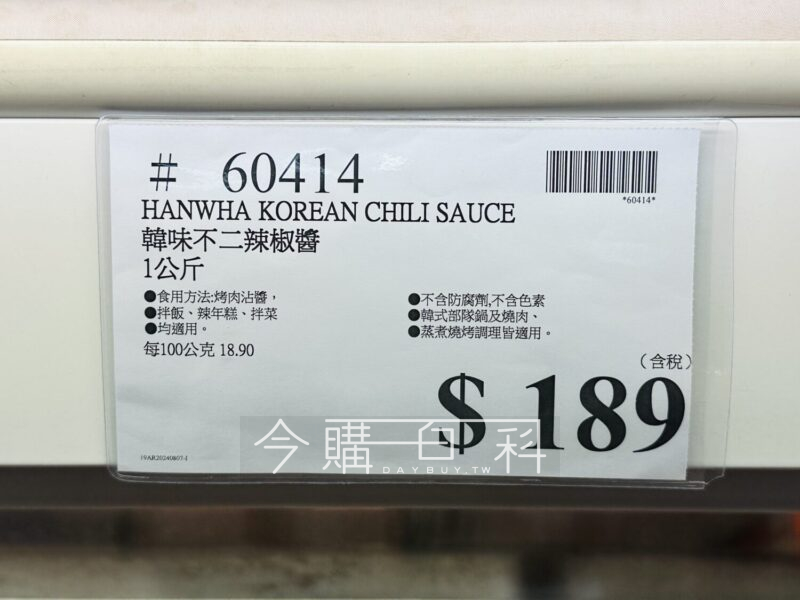 # 60414
*60414*
HANWHA KOREAN CHILI SAUCE
韓味不二辣椒醬
1公斤
●食用方法:烤肉沾醬，
●拌飯、辣年糕、拌菜
●均適用。
●不含防腐劑,不含色素
●韓式部隊鍋及燒肉、
●蒸煮燒烤調理皆適用。
每100公克 18.90
（含稅）
$ 189
19AR20240807-1
今購百科
DAYBUY.TW